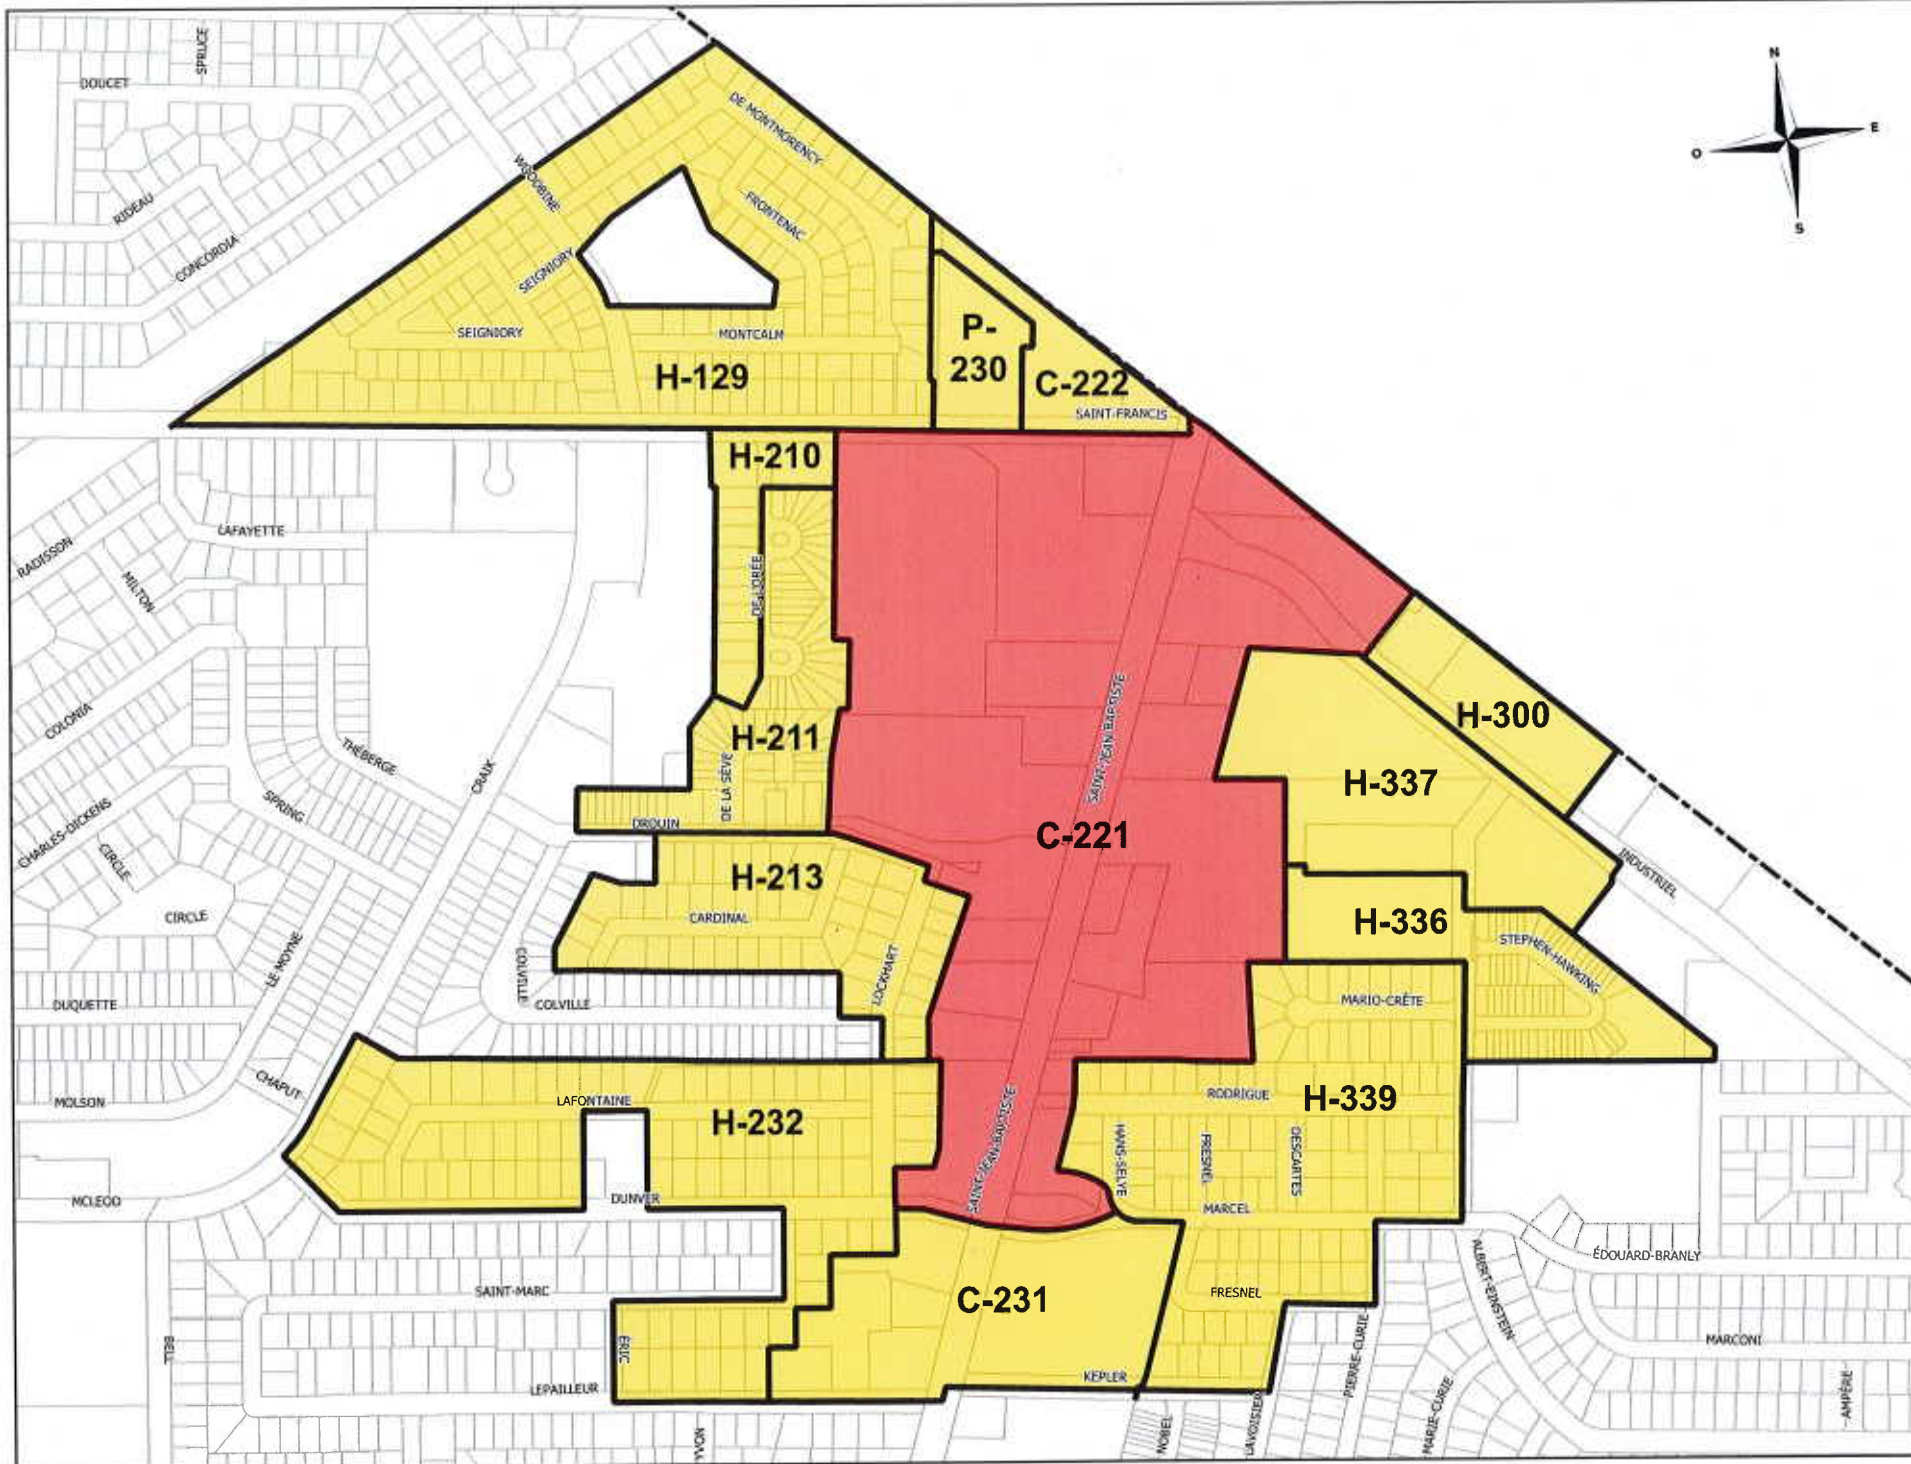 SPRUCE
DOUCET
N
E
O
S
DE MONTMORENCY
WOODBINE
RIDEAU
FRONTENAC
CONCORDIA
SEIGNIORY
SEIGNIORY
MONTCALM
P-
230
H-129
C-222
SAINT-FRANCIS
H-210
LAFAYETTE
RADISSON
MILTON
DE L'ORÉE
COLONIA
THÉBERGE
CRAIK
H-211
DE LA SÈVE
SAINT-JEAN-BAPTISTE
H-300
H-337
SPRING
DROUIN
CHARLES-DICKENS
CIRCLE
C-221
INDUSTRIEL
H-213
CIRCLE
CARDINAL
H-336
STEPHEN-HAWKING
LE MOYNE
COLVILLE
COLVILLE
LOCKHART
DUQUETTE
MARIO-CRÊTE
CHAPUT
MOLSON
LAFONTAINE
H-232
RODRIGUE
H-339
SAINT-JEAN-BAPTISTE
HANS-SELYE
FRESNEL
DESCARTES
MCLEOD
DUNVER
MARCEL
ÉDOUARD-BRANLY
ALBERT-EINSTEIN
SAINT-MARC
C-231
FRESNEL
BELL
ÉRIC
PIERRE-CURIE
MARCONI
LEPAILLEUR
KEPLER
MARIE-CURIE
AMPÈRE
YVON
NOBEL
LAVOISIER